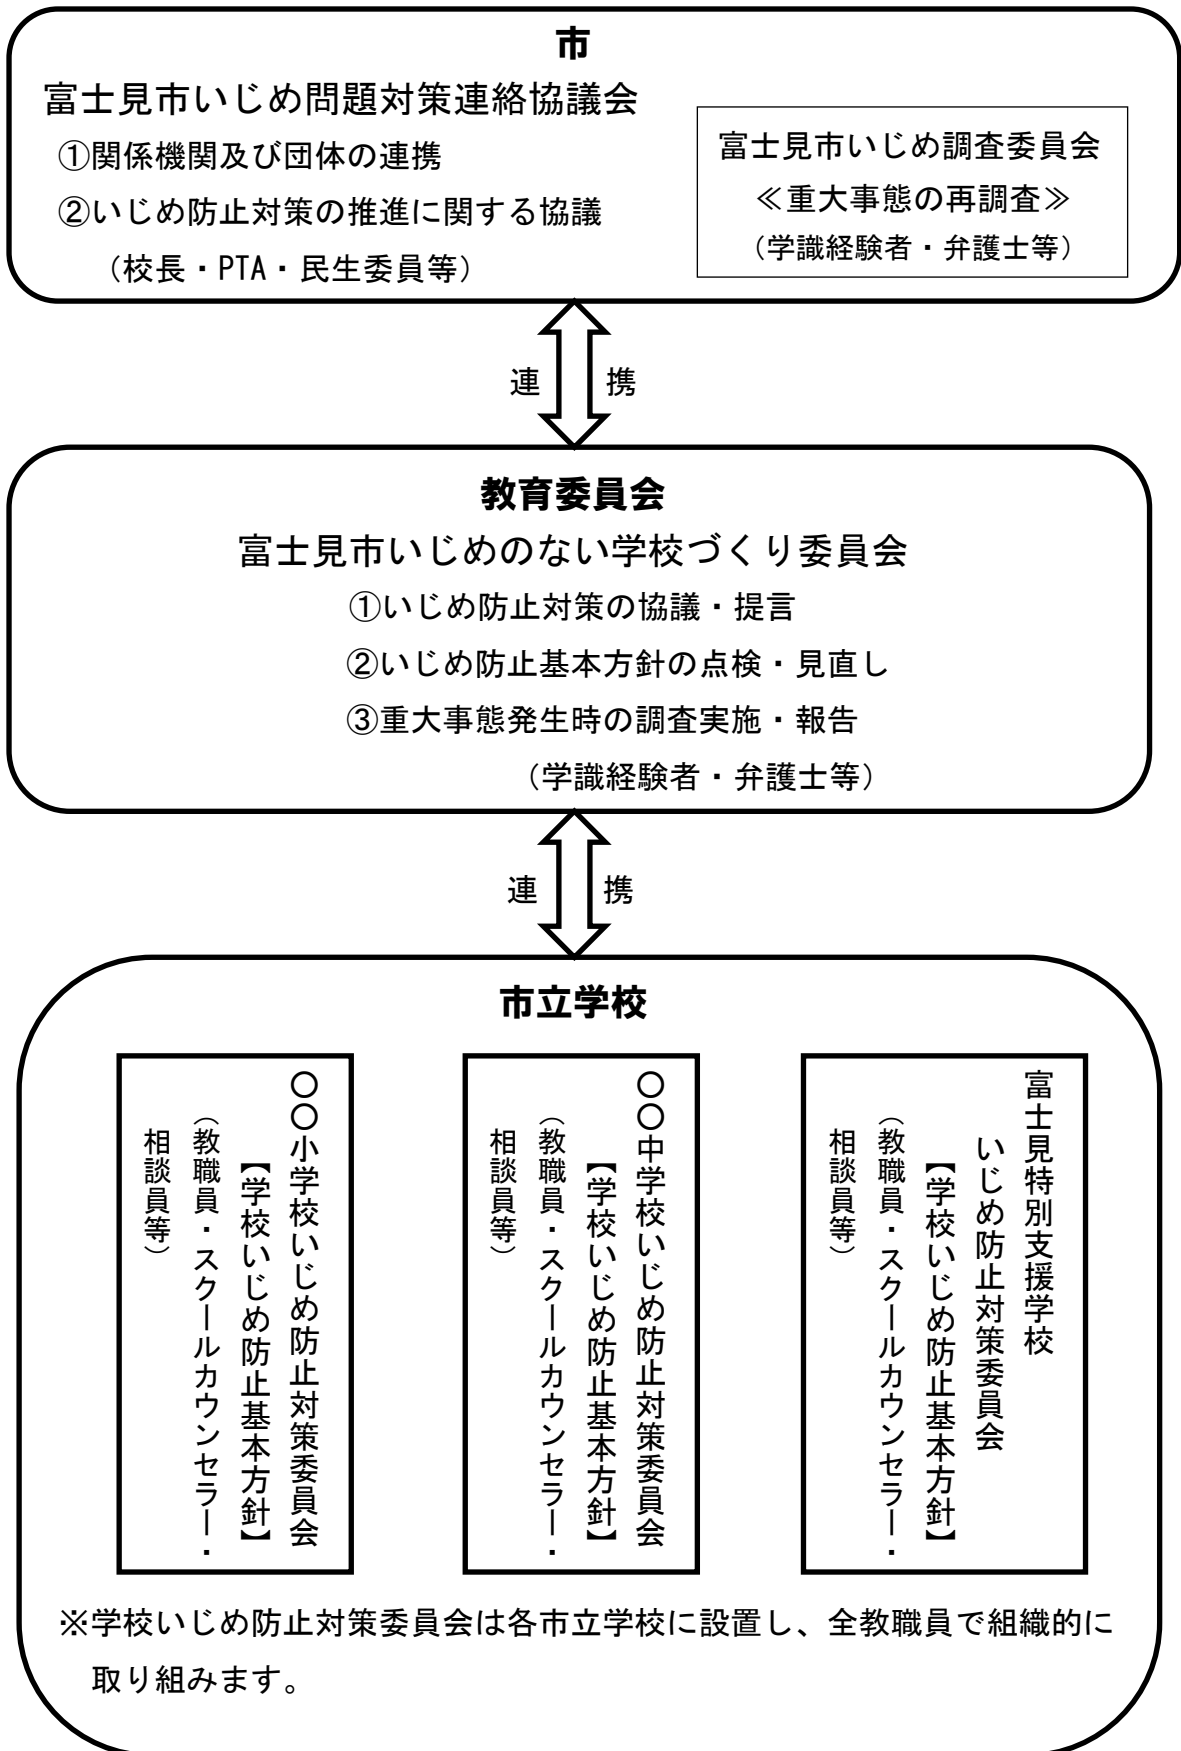 市
富士見市いじめ問題対策連絡協議会
①関係機関及び団体の連携
②いじめ防止対策の推進に関する協議
（校長・PTA・民生委員等）
富士見市いじめ調査委員会
≪重大事態の再調査≫
（学識経験者・弁護士等）
連 携
教育委員会
富士見市いじめのない学校づくり委員会
①いじめ防止対策の協議・提言
②いじめ防止基本方針の点検・見直し
③重大事態発生時の調査実施・報告
（学識経験者・弁護士等）
連 携
市立学校
〇〇小学校いじめ防止対策委員会
【学校いじめ防止基本方針】
（教職員・スクールカウンセラー・
相談員等）
〇〇中学校いじめ防止対策委員会
【学校いじめ防止基本方針】
（教職員・スクールカウンセラー・
相談員等）
富士見特別支援学校
いじめ防止対策委員会
【学校いじめ防止基本方針】
（教職員・スクールカウンセラー・
相談員等）
※学校いじめ防止対策委員会は各市立学校に設置し、全教職員で組織的に
取り組みます。